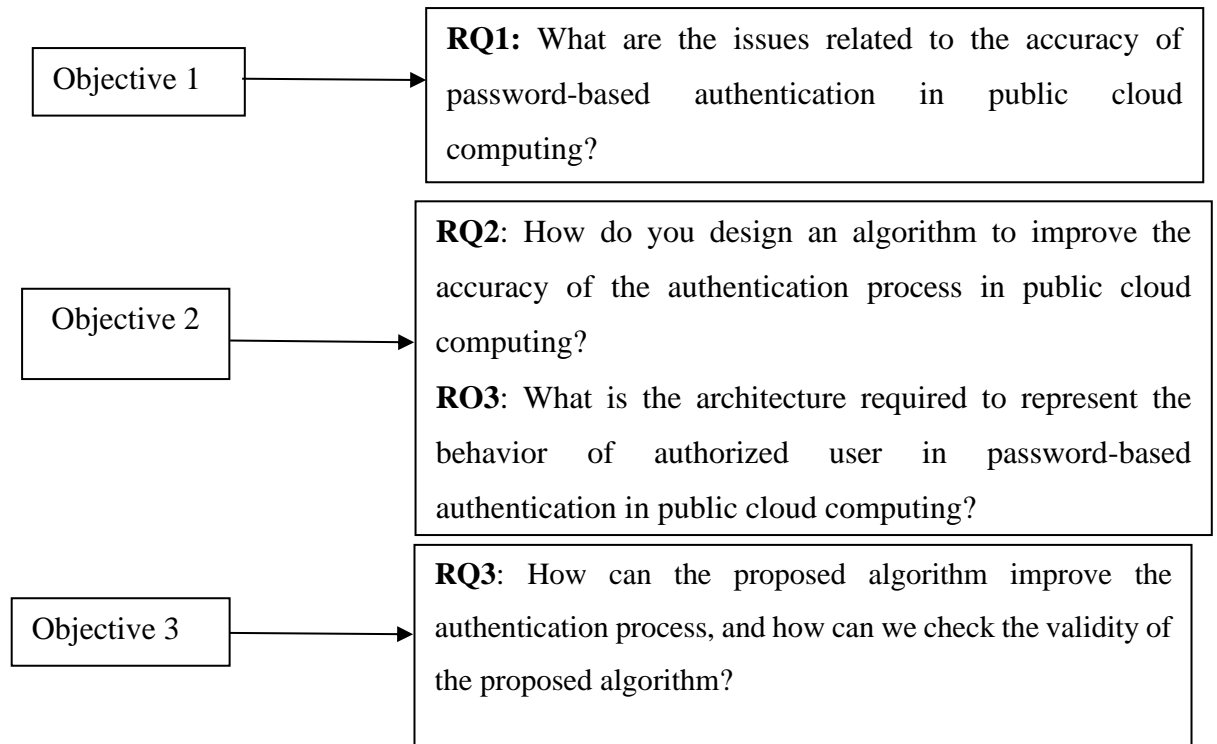 Objective 1
RQ1: What are the issues related to the accuracy of
password-based authentication in public cloud
computing?
Objective 2
RQ2: How do you design an algorithm to improve the
accuracy of the authentication process in public cloud
computing?
RO3: What is the architecture required to represent the
behavior of authorized user in password-based
authentication in public cloud computing?
Objective 3
RQ3: How can the proposed algorithm improve the
authentication process, and how can we check the validity of
the proposed algorithm?